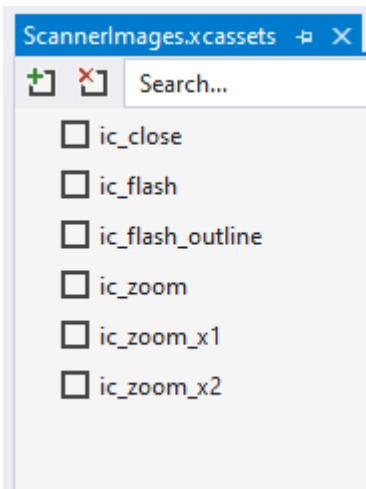 ScannerImages.xcassets
Search...
ic_close
ic_flash
ic_flash_outline
ic_zoom
ic_zoom_x1
ic_zoom_x2